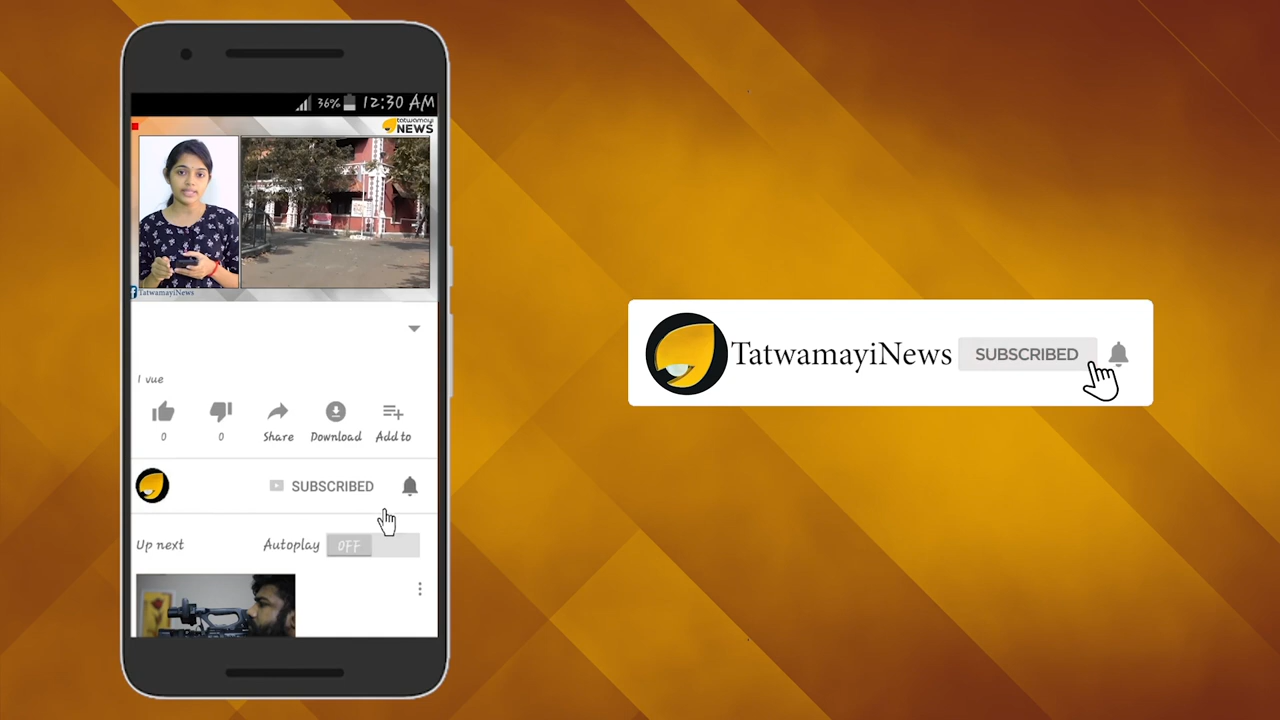 36% 12:30 AM
tatwamayi
NEWS
TatwamayiNews
1 vue
0 0 Share Download Add to
SUBSCRIBED
Up next Autoplay OFF
TatwamayiNews SUBSCRIBED